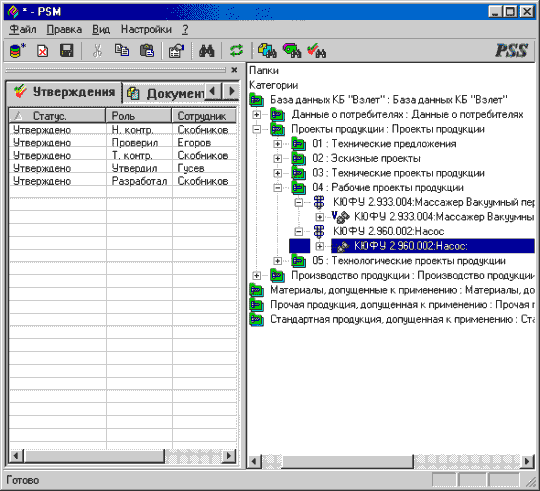 * - PSM
Файл Правка Вид Настройки ?
PSS
Утверждения Документ
Статус. Роль Сотрудник
Утверждено Н. контр. Скобников
Утверждено Проверил Егоров
Утверждено Т. контр. Скобников
Утверждено Утвердил Гусев
Утверждено Разработал Скобников
Папки
Категории
База данных КБ "Взлет" : База данных КБ "Взлет"
Данные о потребителях : Данные о потребителях
Проекты продукции : Проекты продукции
01 : Технические предложения
02 : Эскизные проекты
03 : Технические проекты продукции
04 : Рабочие проекты продукции
КЮФУ 2.933.004:Массажер Вакуумный пер
КЮФУ 2.933.004:Массажер Вакуумны
КЮФУ 2.960.002:Насос
КЮФУ 2.960.002:Насос:
05 : Технологические проекты продукции
Производство продукции : Производство продукции
Материалы, допущенные к применению : Материалы, до
Прочая продукция, допущенная к применению : Прочая г
Стандартная продукция, допущенная к применению : Ста
Готово